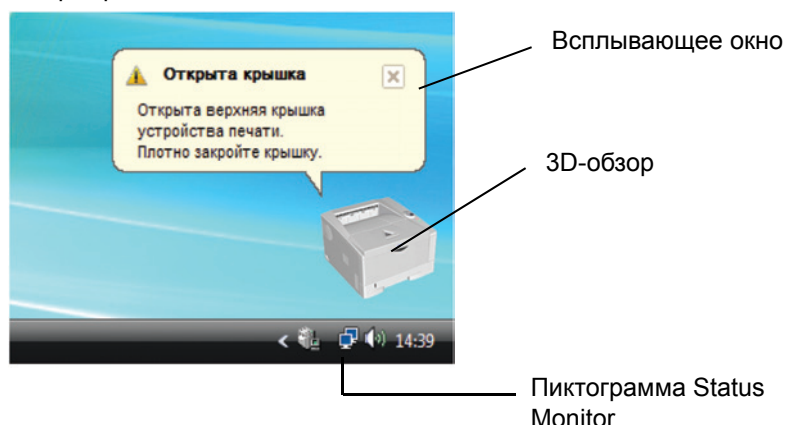 Всплывающее окно
Открыта крышка
Открыта верхняя крышка
устройства печати.
Плотно закройте крышку.
3D-обзор
14:39
Пиктограмма Status
Monitor